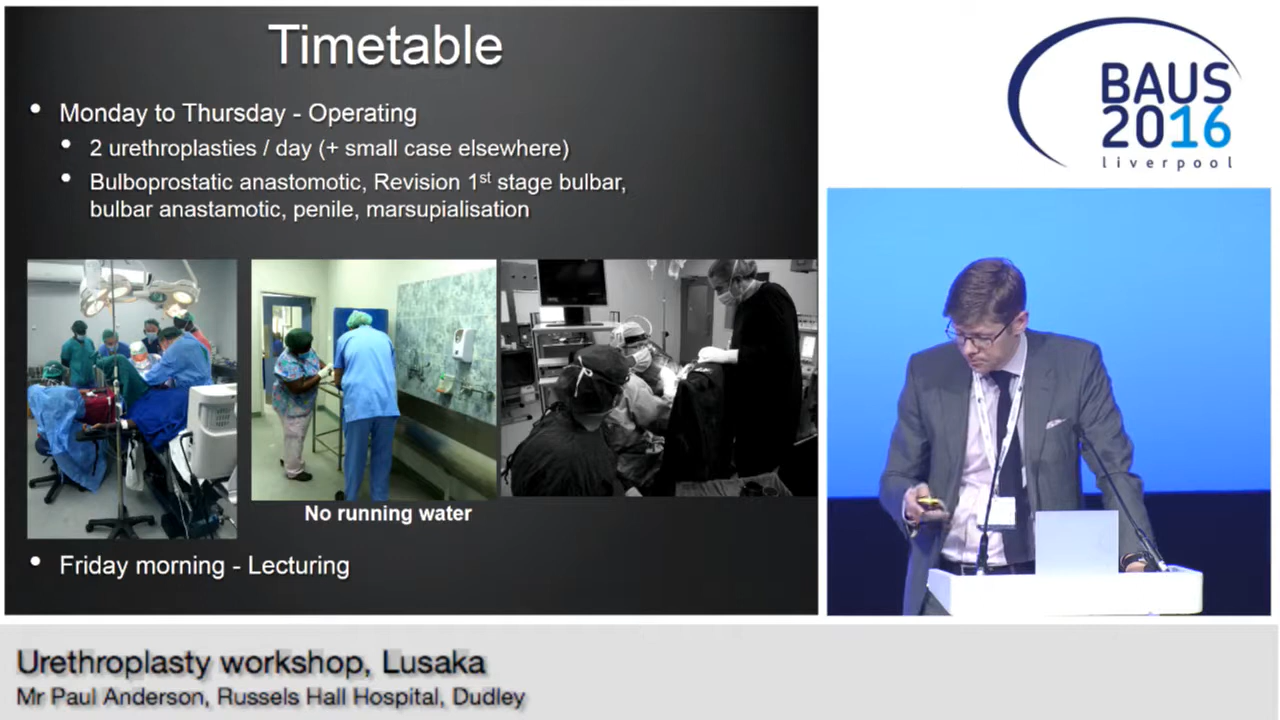 Timetable
• Monday to Thursday - Operating
• 2 urethroplasties / day (+ small case elsewhere)
• Bulboprostatic anastomotic, Revision 1st stage bulbar,
bulbar anastamotic, penile, marsupialisation
No running water
• Friday morning - Lecturing
BAUS
2016
liverpool
Urethroplasty workshop, Lusaka
Mr Paul Anderson, Russels Hall Hospital, Dudley